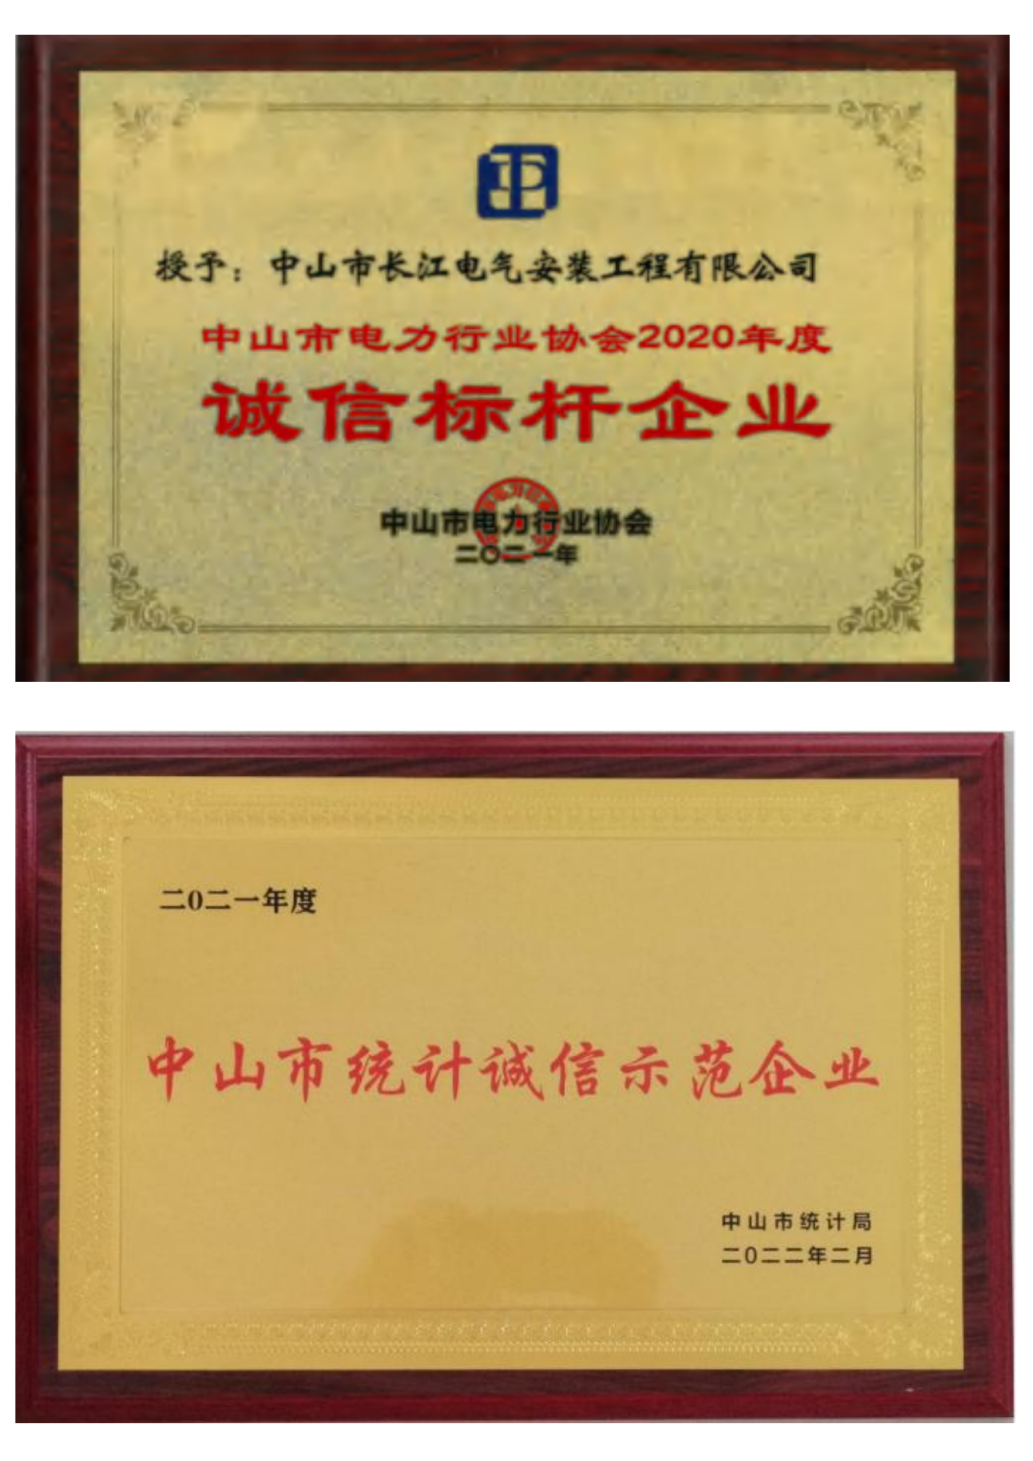 授予：中山市长江电气安装工程有限公司
中山市电力行业协会2020年度
诚信标杆企业
中山市电力行业协会
二〇二一年
二0二一年度
中山市统计诚信示范企业
中山市统计局
二0二二年二月